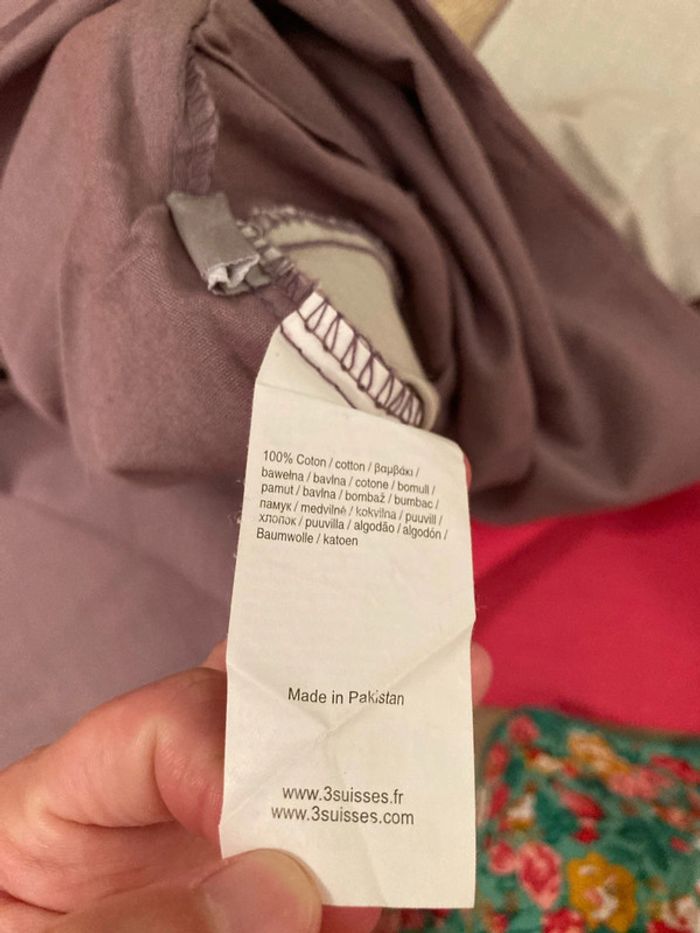 100% Coton / cotton / βαμβάκι /
bawełna / bavlna / cotone / bomull /
pamut / bavlna / bombaž / bumbac /
памук / medvilnė / kokvilna / puuvill /
хлопок / puuvilla / algodão / algodón /
Baumwolle / katoen
Made in Pakistan
www.3suisses.fr
www.3suisses.com